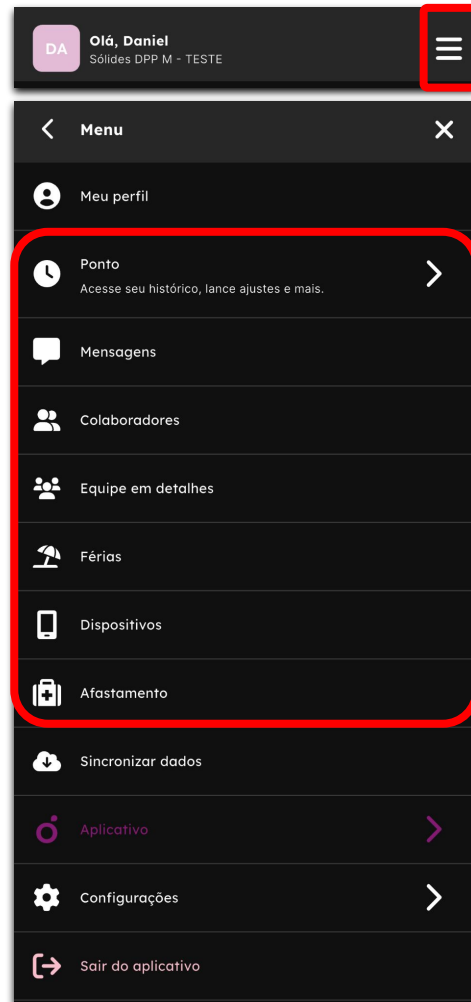 DA
Olá, Daniel
Sólides DPP M - TESTE
Menu
Meu perfil
Ponto
Acesse seu histórico, lance ajustes e mais.
Mensagens
Colaboradores
Equipe em detalhes
Férias
Dispositivos
Afastamento
Sincronizar dados
Aplicativo
Configurações
Sair do aplicativo